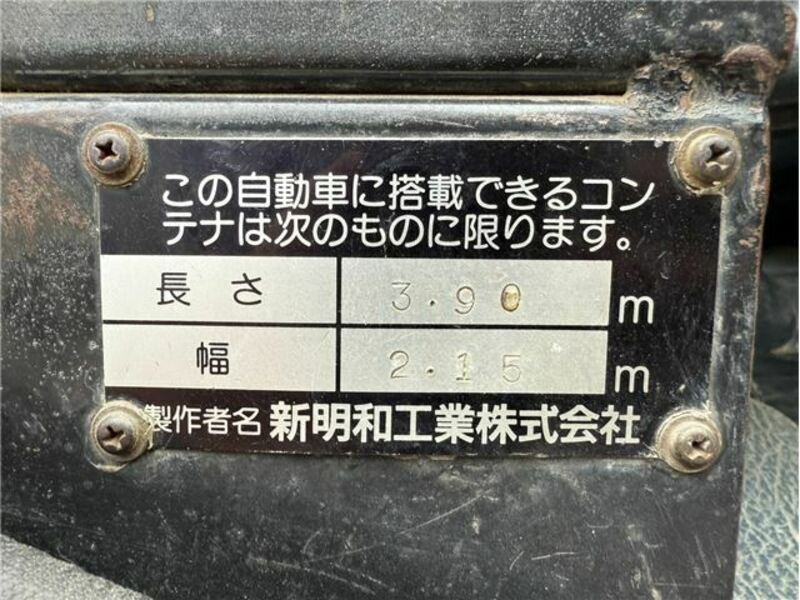 この自動車に搭載できるコン
テナは次のものに限ります。
長さ 3.90 m
幅 2.15 m
製作者名 新明和工業株式会社